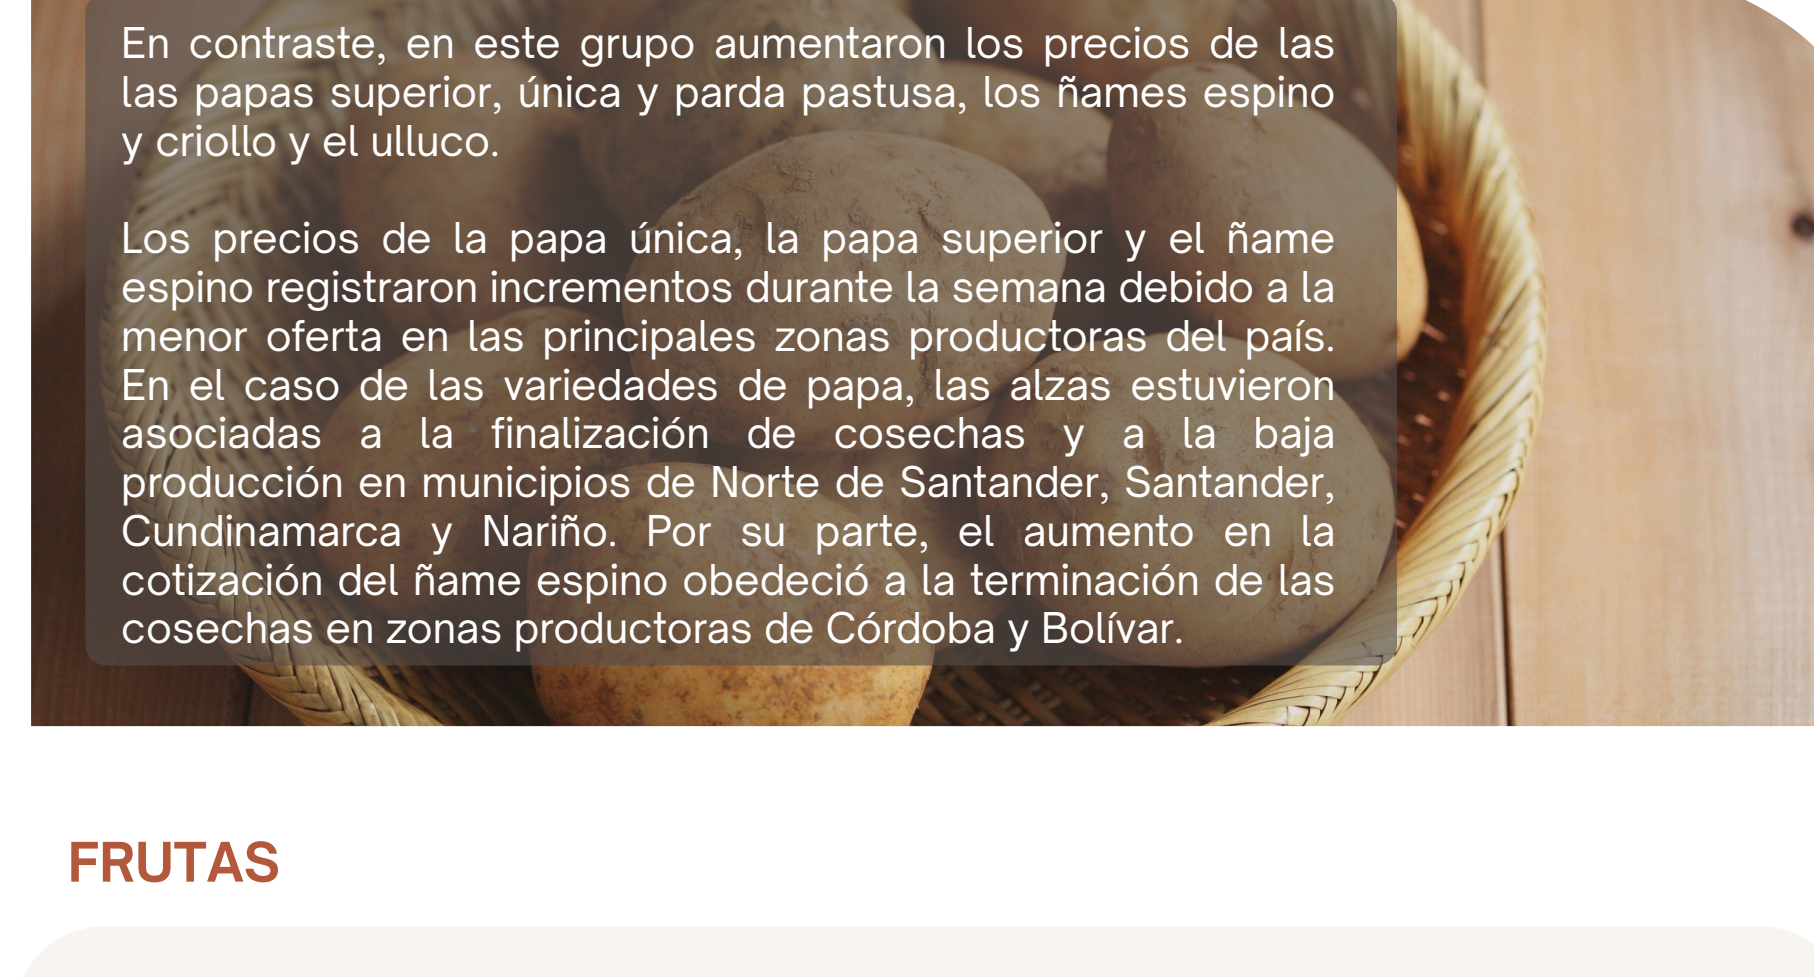 En contraste, en este grupo aumentaron los precios de las
las papas superior, única y parda pastusa, los ñames espino
y criollo y el ulluco.
Los precios de la papa única, la papa superior y el ñame
espino registraron incrementos durante la semana debido a la
menor oferta en las principales zonas productoras del país.
En el caso de las variedades de papa, las alzas estuvieron
asociadas a la finalización de cosechas y a la baja
producción en municipios de Norte de Santander, Santander,
Cundinamarca y Nariño. Por su parte, el aumento en la
cotización del ñame espino obedeció a la terminación de las
cosechas en zonas productoras de Córdoba y Bolívar.
FRUTAS